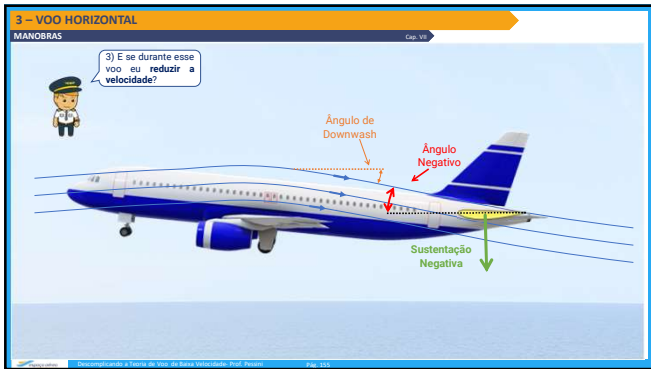 3 – VOO HORIZONTAL
MANOBRAS
Cap. VII
3) E se durante esse
voo eu reduzir a
velocidade?
Ângulo de
Downwash
Ângulo
Negativo
Sustentação
Negativa
Descomplicando a Teoria de Voo de Baixa Velocidade- Prof. Pessini
Pág. 155